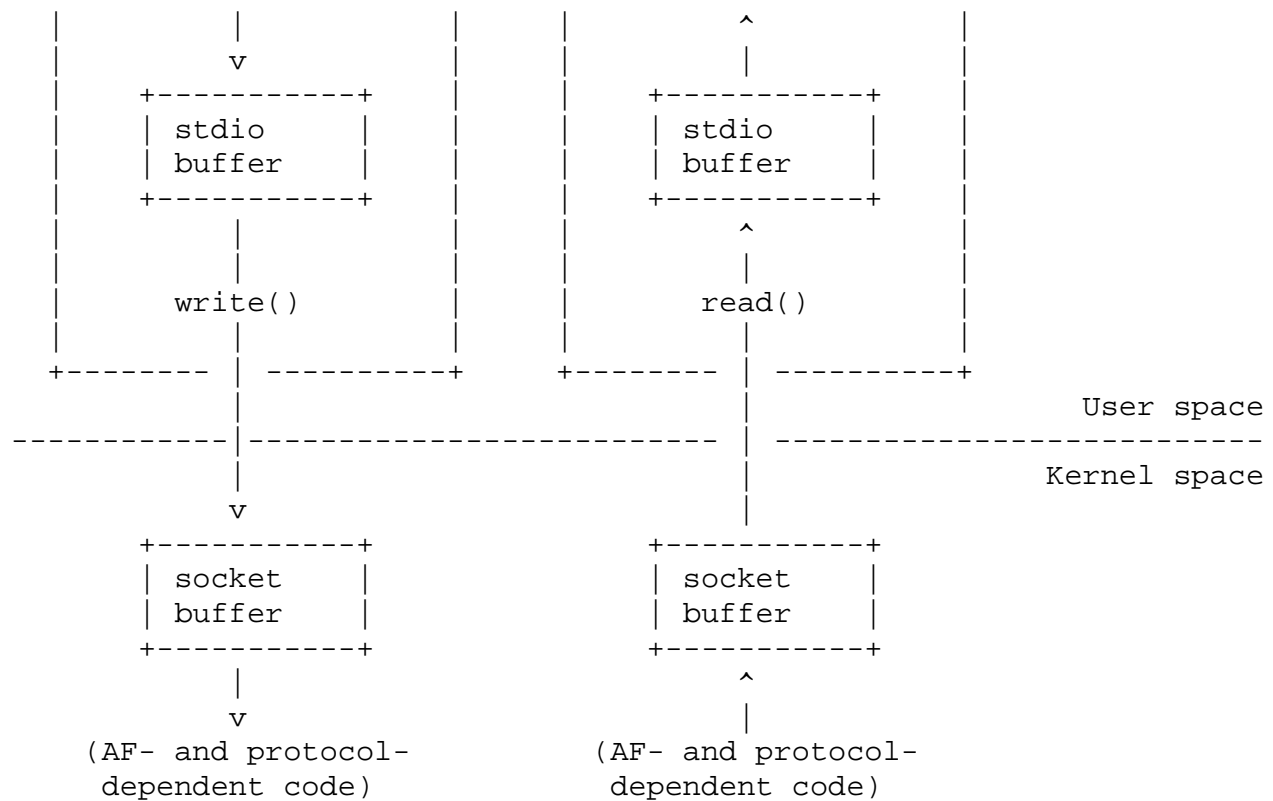 stdio stdio
buffer buffer
write() read()
User space
Kernel space
socket socket
buffer buffer
(AF- and protocol- (AF- and protocol-
dependent code) dependent code)